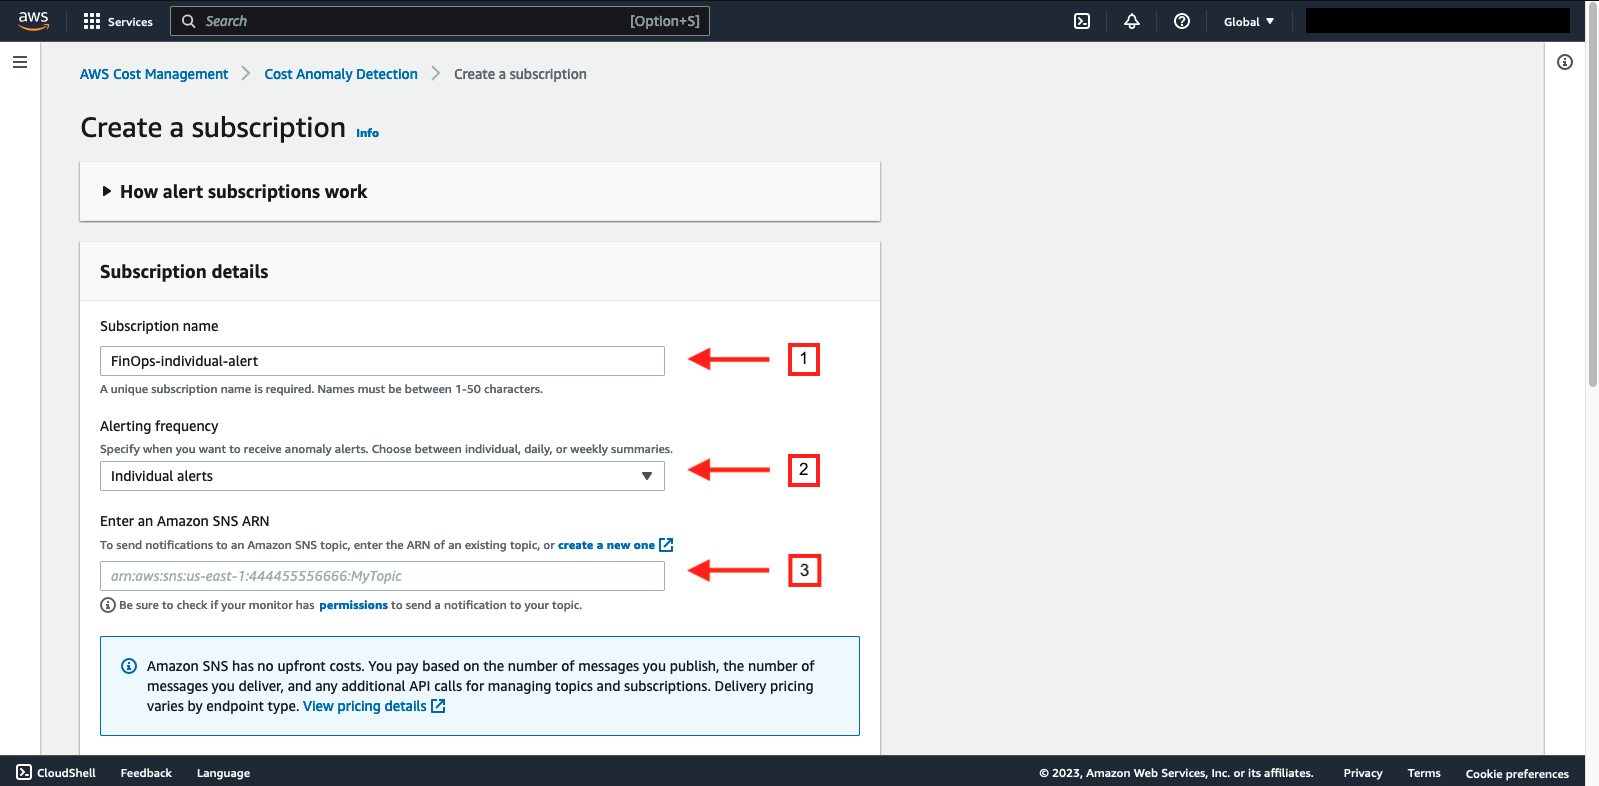 aws
Services
Search
[Option+S]
Global
AWS Cost Management
Cost Anomaly Detection
Create a subscription
Create a subscription Info
How alert subscriptions work
Subscription details
Subscription name
FinOps-individual-alert
1
A unique subscription name is required. Names must be between 1-50 characters.
Alerting frequency
Specify when you want to receive anomaly alerts. Choose between individual, daily, or weekly summaries.
Individual alerts
2
Enter an Amazon SNS ARN
To send notifications to an Amazon SNS topic, enter the ARN of an existing topic, or create a new one
arn:aws:sns:us-east-1:444455556666:MyTopic
3
Be sure to check if your monitor has permissions to send a notification to your topic.
Amazon SNS has no upfront costs. You pay based on the number of messages you publish, the number of
messages you deliver, and any additional API calls for managing topics and subscriptions. Delivery pricing
varies by endpoint type. View pricing details
CloudShell
Feedback
Language
© 2023, Amazon Web Services, Inc. or its affiliates.
Privacy
Terms
Cookie preferences